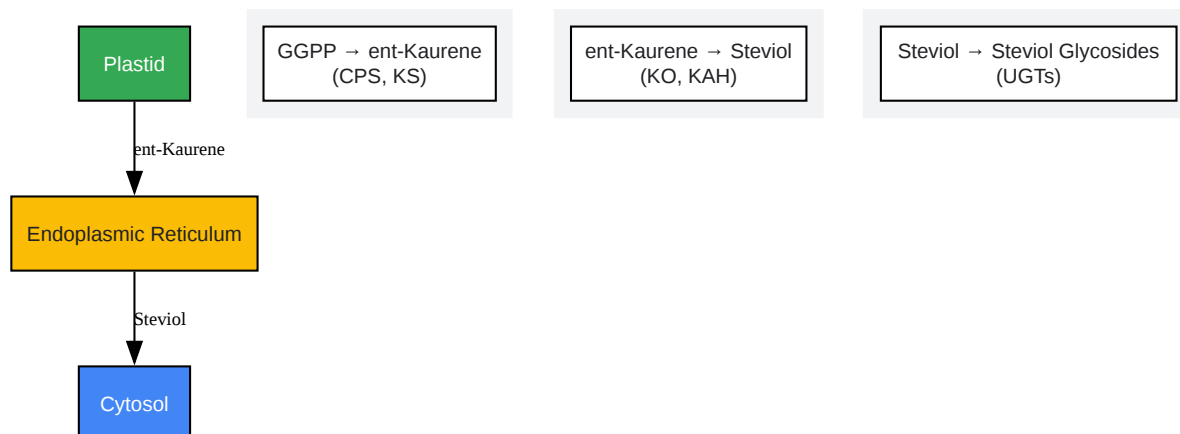 Plastid
GGPP → ent-Kaurene
(CPS, KS)
ent-Kaurene → Steviol
(KO, KAH)
Steviol → Steviol Glycosides
(UGTs)
ent-Kaurene
Endoplasmic Reticulum
Steviol
Cytosol